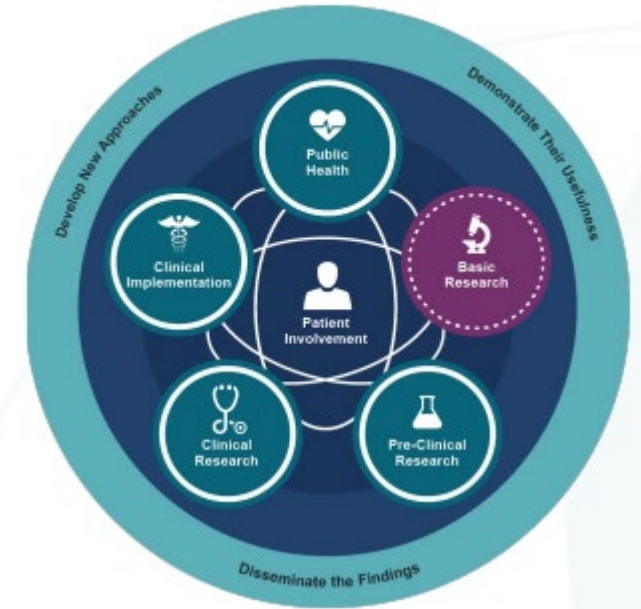 Develop New Approaches
Demonstrate Their Usefulness
Public
Health
Clinical
Implementation
Basic
Research
Patient
Involvement
Clinical
Research
Pre-Clinical
Research
Disseminate the Findings